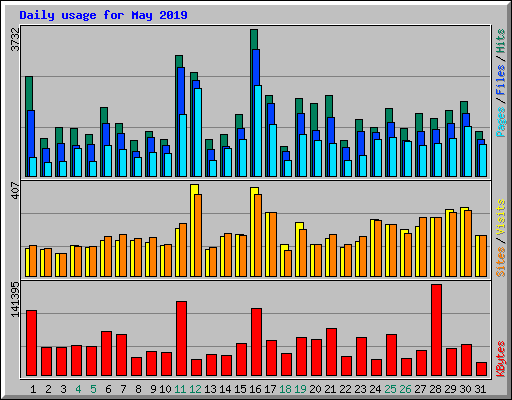 Daily usage for May 2019
3732
Pages / Files / Hits
407
Sites / Visits
141395
KBytes
1 2 3 4 5 6 7 8 9 10 11 12 13 14 15 16 17 18 19 20 21 22 23 24 25 26 27 28 29 30 31